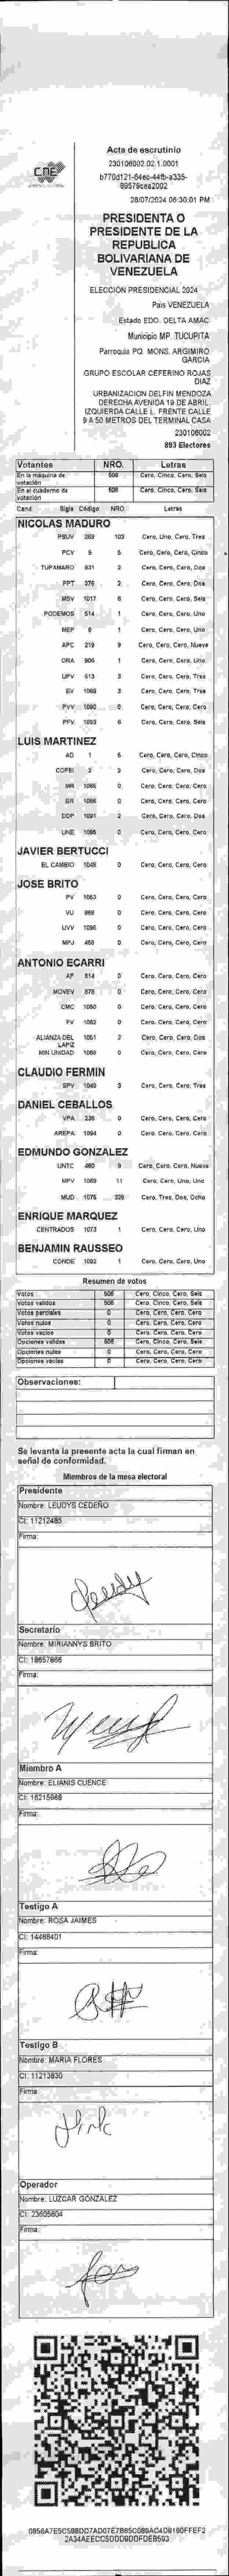 Acta de escrutinio
230106002.02.1.0001
b770d121-64ec-44fb-a335-
89579cea2002
28/07/2024 06:30:01 PM
CNE
PRESIDENTA O
PRESIDENTE DE LA
REPUBLICA
BOLIVARIANA DE
VENEZUELA
ELECCIÓN PRESIDENCIAL 2024
Pais VENEZUELA
Estado EDO. DELTA AMAC
Municipio MP. TUCUPITA
Parroquia PQ. MONS. ARGIMIRO
GARCIA
GRUPO ESCOLAR CEFERINO ROJAS
DIAZ
URBANIZACION DELFIN MENDOZA
DERECHA AVENIDA 19 DE ABRIL.
IZQUIERDA CALLE L. FRENTE CALLE
9 A 50 METROS DEL TERMINAL CASA
230106002
893 Electores
Votantes NRO. Letras
En la maquina de votación 506 Cero, Cinco, Cero, Seis
En el cuaderno de votación 506 Cero, Cinco, Cero, Seis
Cand Sigla Código NRO. Letras
NICOLAS MADURO
PSUV 269 103 Cero, Uno, Cero, Tres
PCV 9 5 Cero, Cero, Cero, Cinco
TUPAMARO 931 2 Cero, Cero, Cero, Dos
PPT 376 2 Cero, Cero, Cero, Dos
MSV 1017 6 Cero, Cero, Cero, Seis
PODEMOS 514 1 Cero, Cero, Cero, Uno
MEP 6 1 Cero, Cero, Cero, Uno
APC 219 9 Cero, Cero, Cero, Nueve
ORA 906 1 Cero, Cero, Cero, Uno
UPV 513 3 Cero, Cero, Cero, Tres
EV 1069 3 Cero, Cero, Cero, Tres
PVV 1090 0 Cero, Cero, Cero, Cero
PFV 1093 6 Cero, Cero, Cero, Seis
LUIS MARTINEZ
AD 1 5 Cero, Cero, Cero, Cinco
COPEI 2 2 Cero, Cero, Cero, Dos
MR 1065 0 Cero, Cero, Cero, Cero
BR 1066 0 Cero, Cero, Cero, Cero
DDP 1091 2 Cero, Cero, Cero, Dos
UNE 1095 0 Cero, Cero, Cero, Cero
JAVIER BERTUCCI
EL CAMBIO 1048 0 Cero, Cero, Cero, Cero
JOSE BRITO
PV 1053 0 Cero, Cero, Cero, Cero
VU 868 0 Cero, Cero, Cero, Cero
UVV 1096 0 Cero, Cero, Cero, Cero
MPJ 458 0 Cero, Cero, Cero, Cero
ANTONIO ECARRI
AP 614 0 Cero, Cero, Cero, Cero
MOVEV 878 0 Cero, Cero, Cero, Cero
CMC 1050 0 Cero, Cero, Cero, Cero
FV 1052 0 Cero, Cero, Cero, Cero
ALIANZA DEL 1051 2 Cero, Cero, Cero, Dos
LAPIZ
MIN UNIDAD 1068 0 Cero, Cero, Cero, Cero
CLAUDIO FERMIN
SPV 1049 3 Cero, Cero, Cero, Tres
DANIEL CEBALLOS
VPA 236 0 Cero, Cero, Cero, Cero
AREPA 1094 0 Cero, Cero, Cero, Cero
EDMUNDO GONZALEZ
UNTC 460 9 Cero, Cero, Cero, Nueve
MPV 1069 11 Cero, Cero, Uno, Uno
MUD 1075 328 Cero, Tres, Dos, Ocho
ENRIQUE MARQUEZ
CENTRADOS 1073 1 Cero, Cero, Cero, Uno
BENJAMIN RAUSSEO
CONDE 1092 1 Cero, Cero, Cero, Uno
Resumen de votos
Votos 506 Cero, Cinco, Cero, Seis
Votos validos 506 Cero, Cinco, Cero, Seis
Votos parciales 0 Cero, Cero, Cero, Cero
Votos nulos 0 Cero, Cero, Cero, Cero
Votos vacios 0 Cero, Cero, Cero, Cero
Opciones validas 506 Cero, Cinco, Cero, Seis
Opciones nulas 0 Cero, Cero, Cero, Cero
Opciones vacias 0 Cero, Cero, Cero, Cero
Observaciones:
Se levanta la presente acta la cual firman en
señal de conformidad.
Miembros de la mesa electoral
Presidente
Nombre: LEUDYS CEDEÑO
CI: 11212485
Firma:
Secretario
Nombre: MIRIANNYS BRITO
CI: 18657866
Firma:
Miembro A
Nombre: ELIANIS CUENCE
CI: 16215968
Firma:
Testigo A
Nombre: ROSA JAIMES
CI: 14488401
Firma:
Testigo B
Nombre: MARIA FLORES
CI: 11213830
Firma
Operador
Nombre: LUZCAR GONZALEZ
CI: 23605804
Firma: